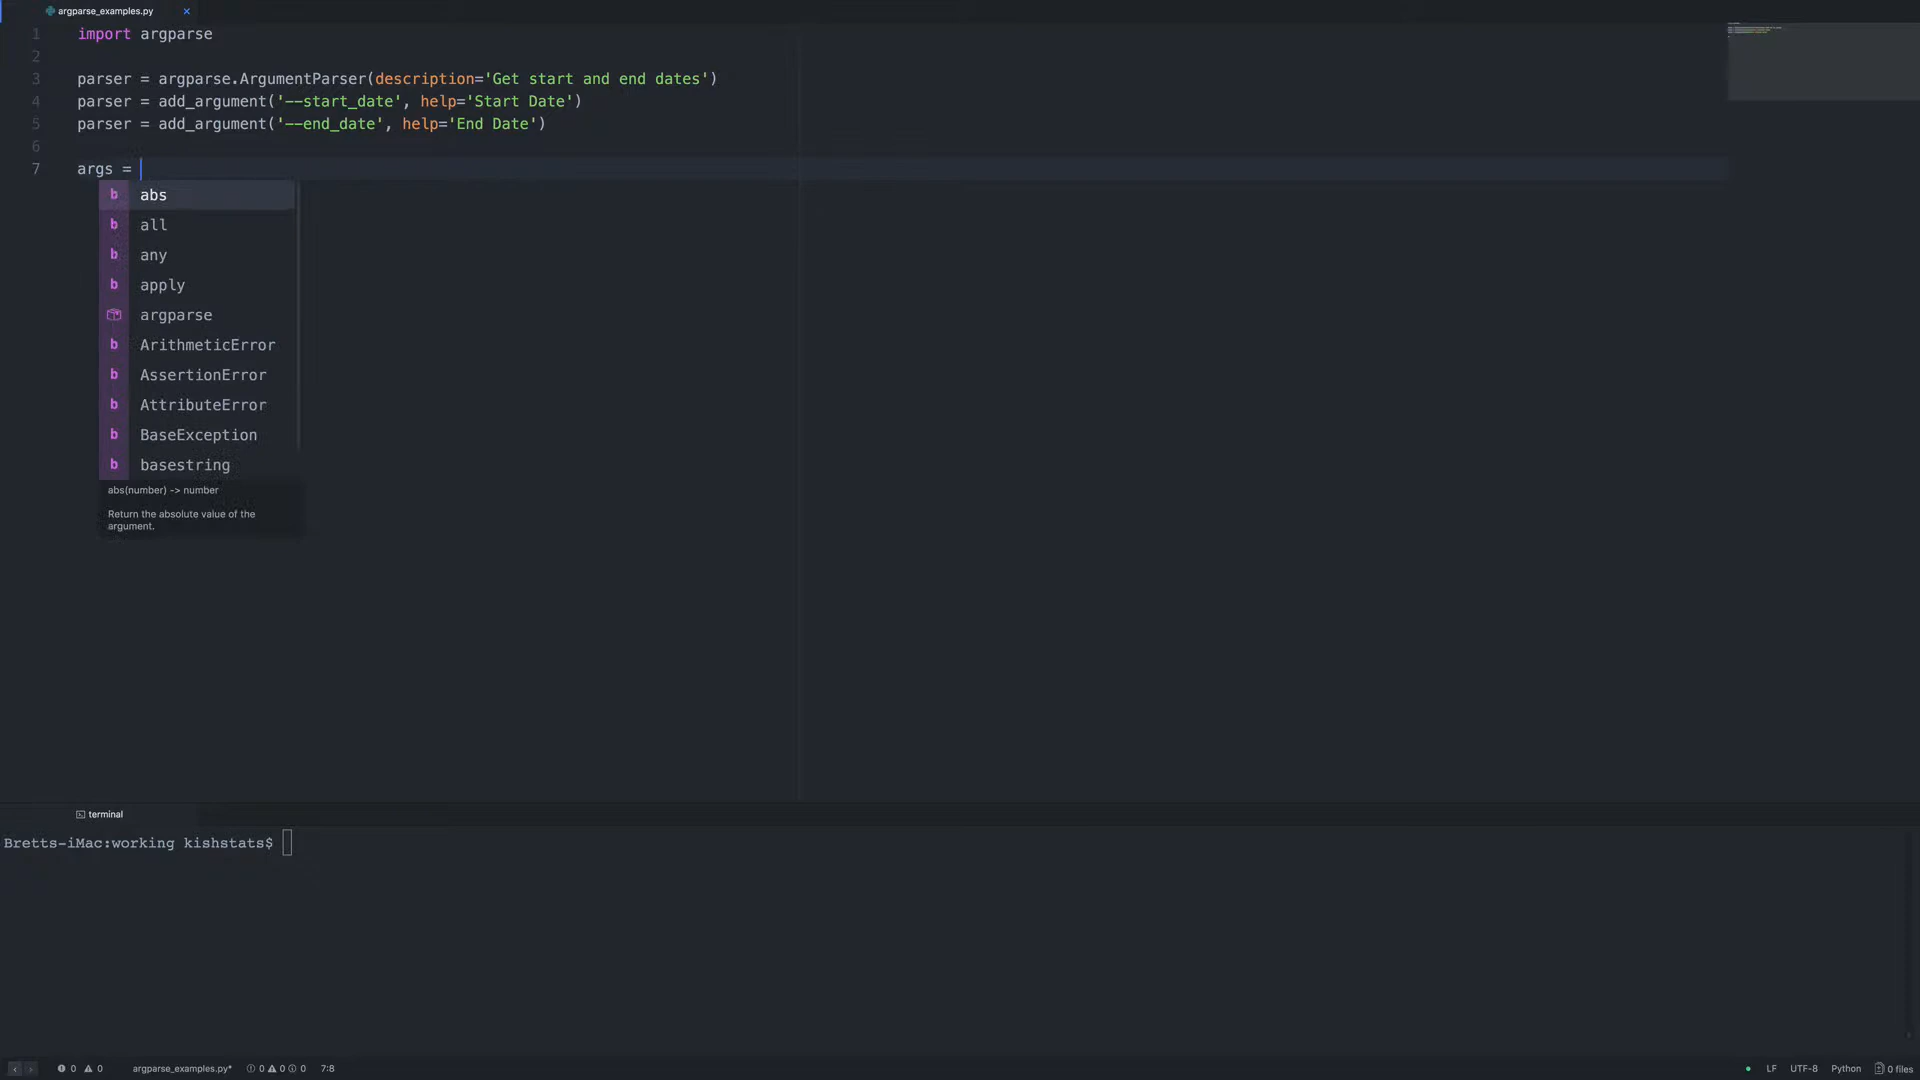 argparse_examples.py ×
1 import argparse
2
3 parser = argparse.ArgumentParser(description='Get start and end dates')
4 parser = add_argument('--start_date', help='Start Date')
5 parser = add_argument('--end_date', help='End Date')
6
7 args =
b abs
b all
b any
b apply
argparse
b ArithmeticError
b AssertionError
b AttributeError
b BaseException
b basestring
abs(number) -> number
Return the absolute value of the
argument.
terminal
Bretts-iMac:working kishstats$
0 0 argparse_examples.py* 0 0 0 7:8 LF UTF-8 Python 0 files